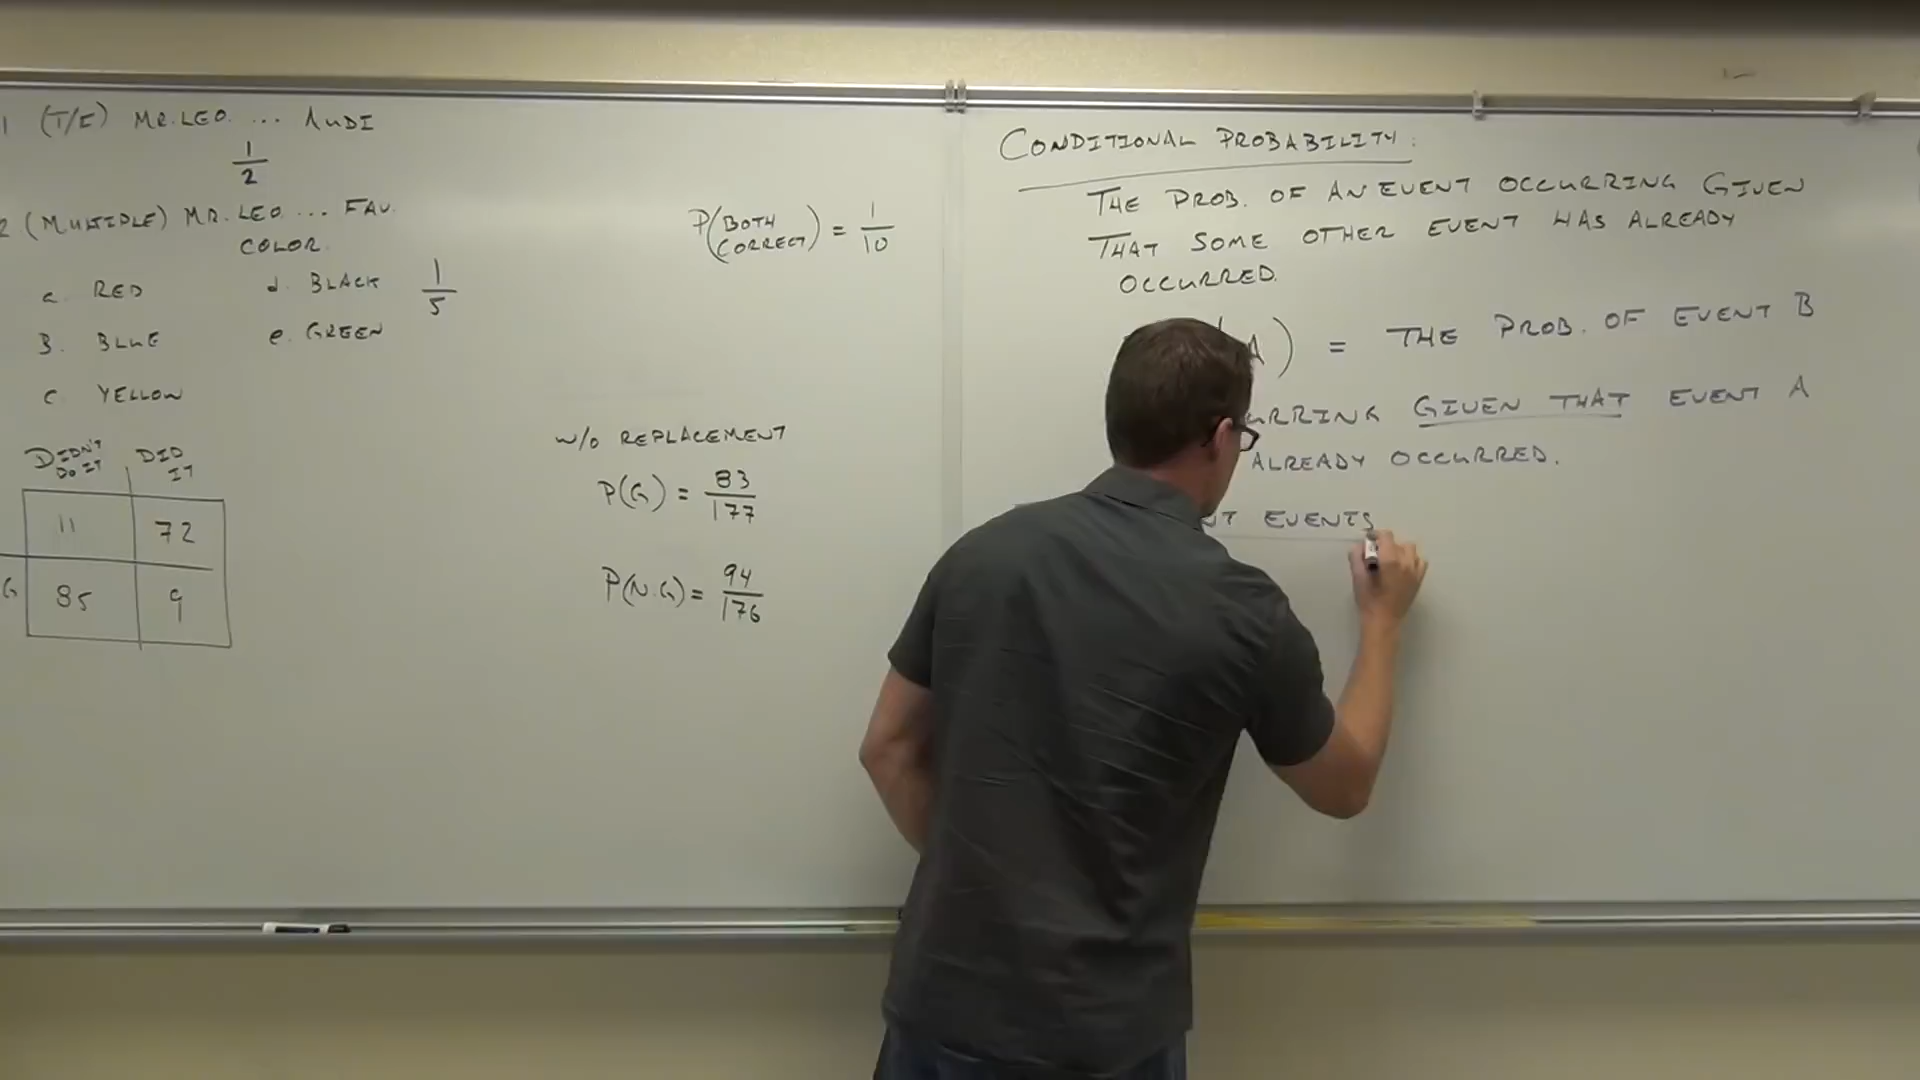 1 (T/F) MR. LEO. ... AUDI
1/2
2 (MULTIPLE) MR. LEO. ... FAV.
COLOR.
a. RED
d. BLACK 1/5
B. BLUE
e. GREEN
c. YELLOW
DIDN'T DO IT
DID IT
11 72
G 85 9
P(BOTH CORRECT) = 1/10
W/O REPLACEMENT
P(G) = 83/177
P(N.G) = 94/176
CONDITIONAL PROBABILITY:
THE PROB. OF AN EVENT OCCURRING GIVEN
THAT SOME OTHER EVENT HAS ALREADY
OCCURRED.
A) = THE PROB. OF EVENT B
URRING GIVEN THAT EVENT A
ALREADY OCCURRED.
NT EVENTS